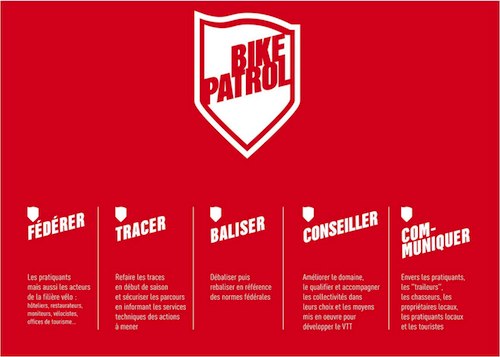 BIKE
PATROL
FÉDÉRER
Les pratiquants
mais aussi les acteurs
de la filière vélo :
hôteliers, restaurateurs,
moniteurs, vélocistes,
offices de tourisme...
TRACER
Refaire les traces
en début de saison
et sécuriser les parcours
en informant les services
techniques des actions
à mener
BALISER
Débaliser puis
rebaliser en référence
des normes fédérales
CONSEILLER
Améliorer le domaine,
le qualifier et accompagner
les collectivités dans
leurs choix et les moyens
mis en oeuvre pour
développer le VTT
COM-
MUNIQUER
Envers les pratiquants,
les "traileurs",
les chasseurs, les
propriétaires locaux,
les pratiquants locaux
et les touristes